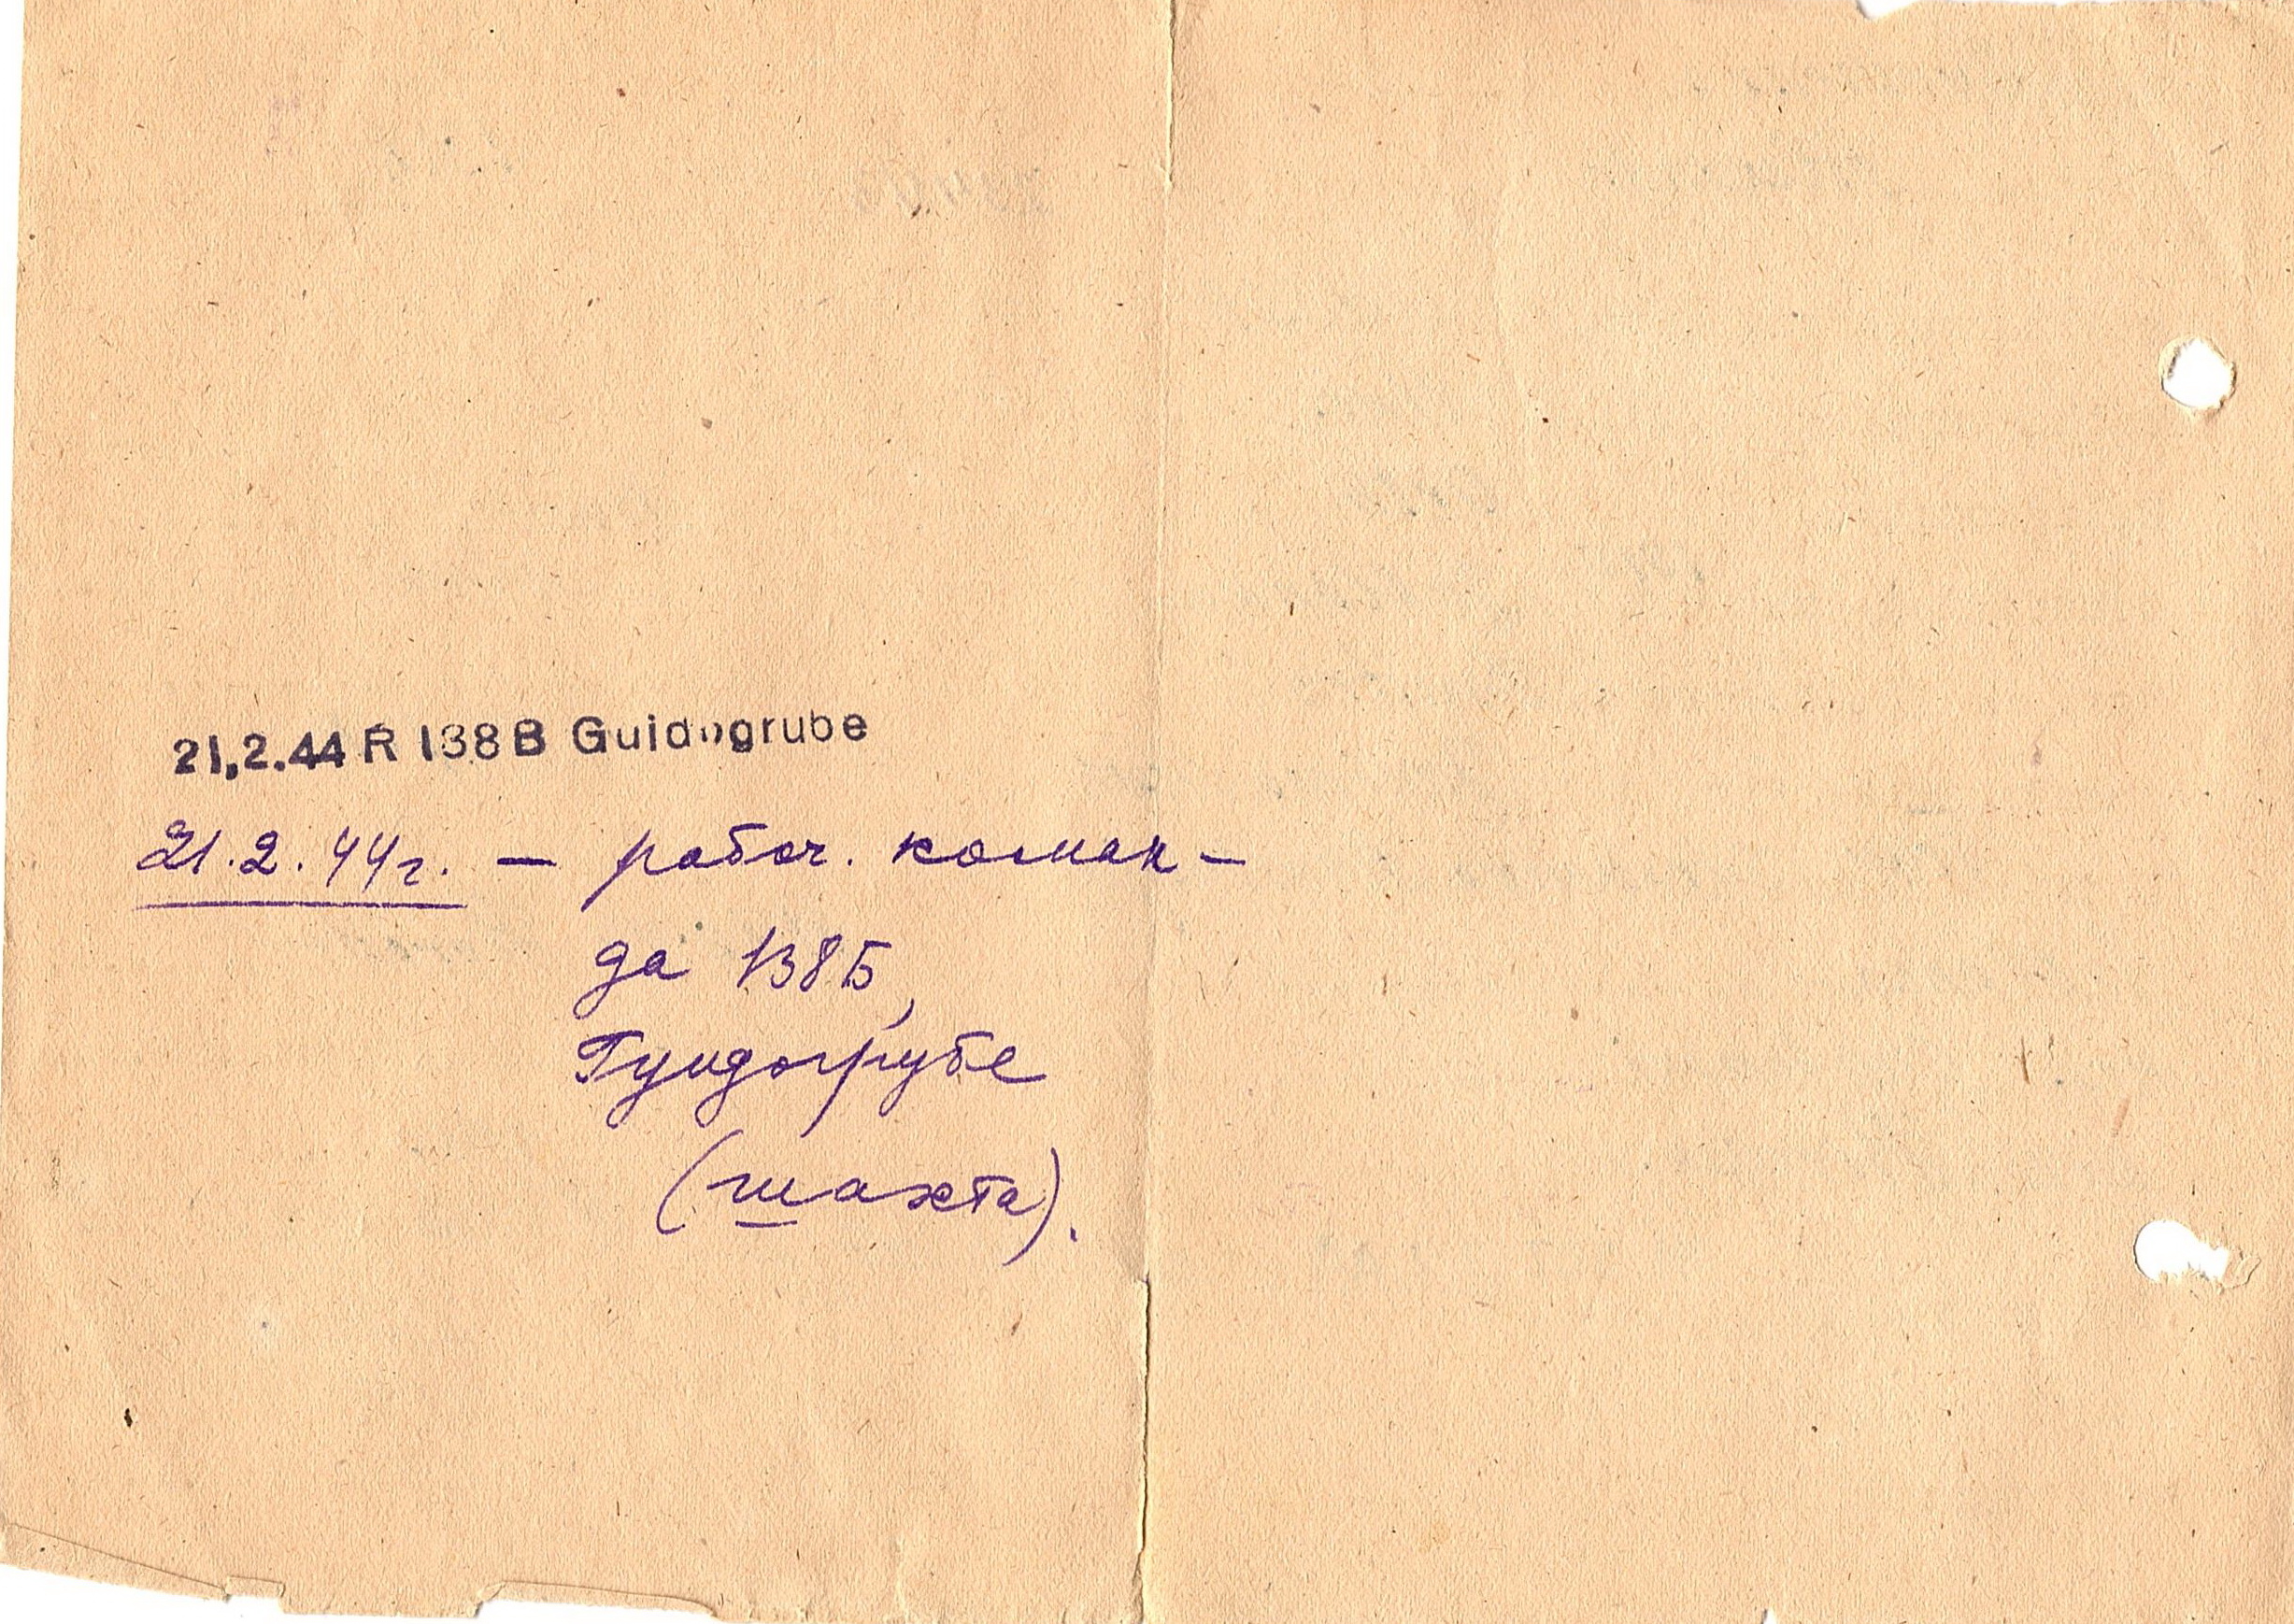 21.2.44 R 138 B Guidogrube
21.2.44г. — рабоч. коман-
да 138Б,
Гуидогрубе
(шахта).